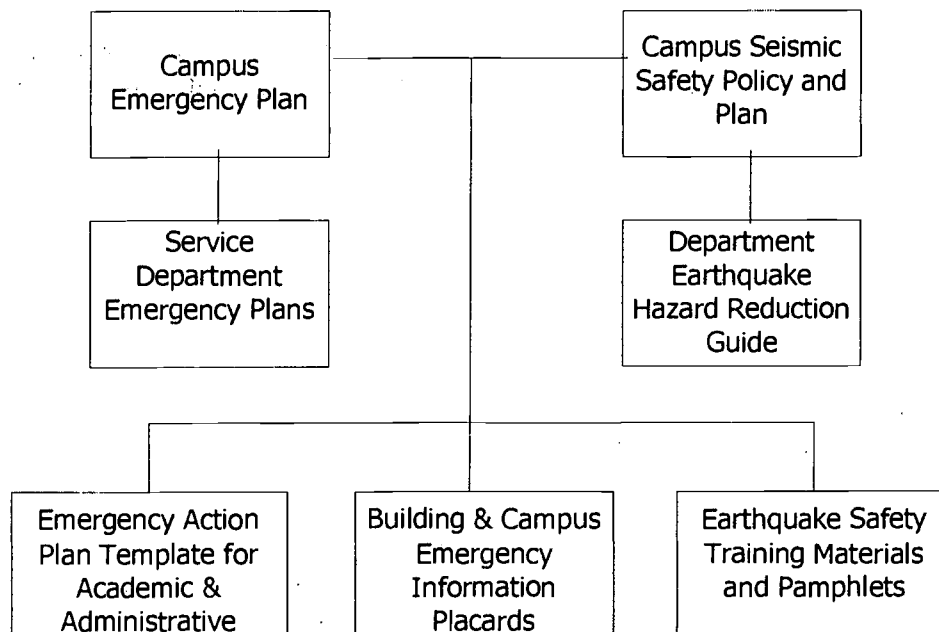 Campus
Emergency Plan
Campus Seismic
Safety Policy and
Plan
Service
Department
Emergency Plans
Department
Earthquake
Hazard Reduction
Guide
Emergency Action
Plan Template for
Academic &
Administrative
Building & Campus
Emergency
Information
Placards
Earthquake Safety
Training Materials
and Pamphlets